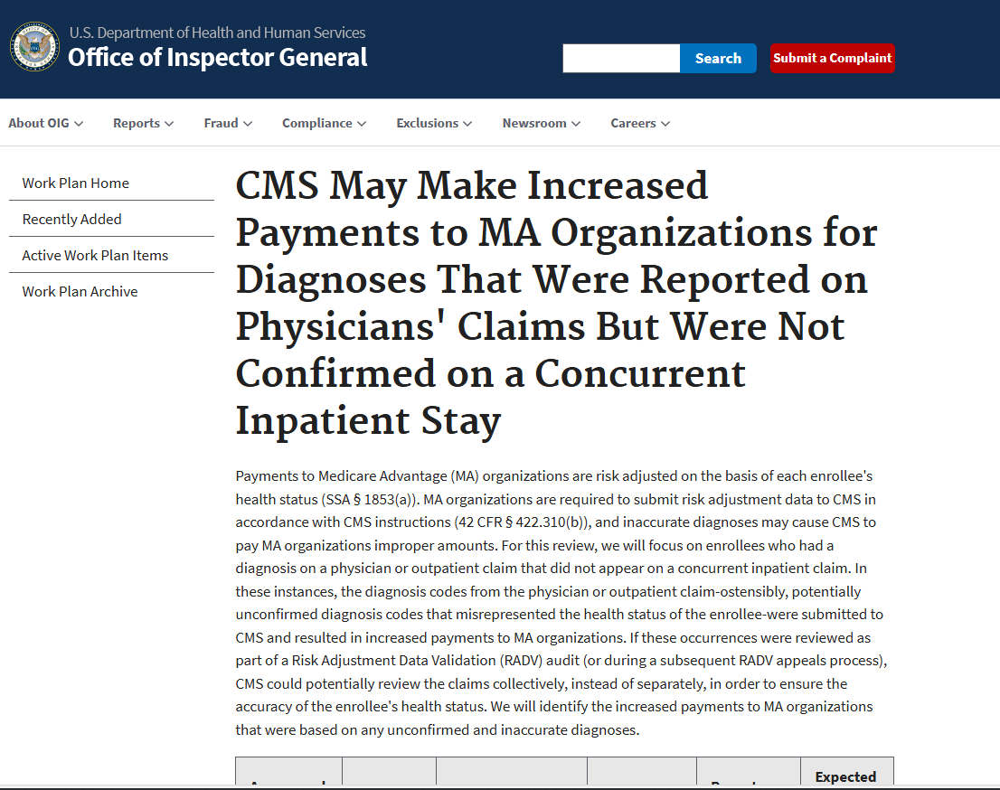 U.S. Department of Health and Human Services
Office of Inspector General
Search
Submit a Complaint
About OIG
Reports
Fraud
Compliance
Exclusions
Newsroom
Careers
Work Plan Home
Recently Added
Active Work Plan Items
Work Plan Archive
CMS May Make Increased
Payments to MA Organizations for
Diagnoses That Were Reported on
Physicians' Claims But Were Not
Confirmed on a Concurrent
Inpatient Stay
Payments to Medicare Advantage (MA) organizations are risk adjusted on the basis of each enrollee's
health status (SSA § 1853(a)). MA organizations are required to submit risk adjustment data to CMS in
accordance with CMS instructions (42 CFR § 422.310(b)), and inaccurate diagnoses may cause CMS to
pay MA organizations improper amounts. For this review, we will focus on enrollees who had a
diagnosis on a physician or outpatient claim that did not appear on a concurrent inpatient claim. In
these instances, the diagnosis codes from the physician or outpatient claim-ostensibly, potentially
unconfirmed diagnosis codes that misrepresented the health status of the enrollee-were submitted to
CMS and resulted in increased payments to MA organizations. If these occurrences were reviewed as
part of a Risk Adjustment Data Validation (RADV) audit (or during a subsequent RADV appeals process),
CMS could potentially review the claims collectively, instead of separately, in order to ensure the
accuracy of the enrollee's health status. We will identify the increased payments to MA organizations
that were based on any unconfirmed and inaccurate diagnoses.
Expected